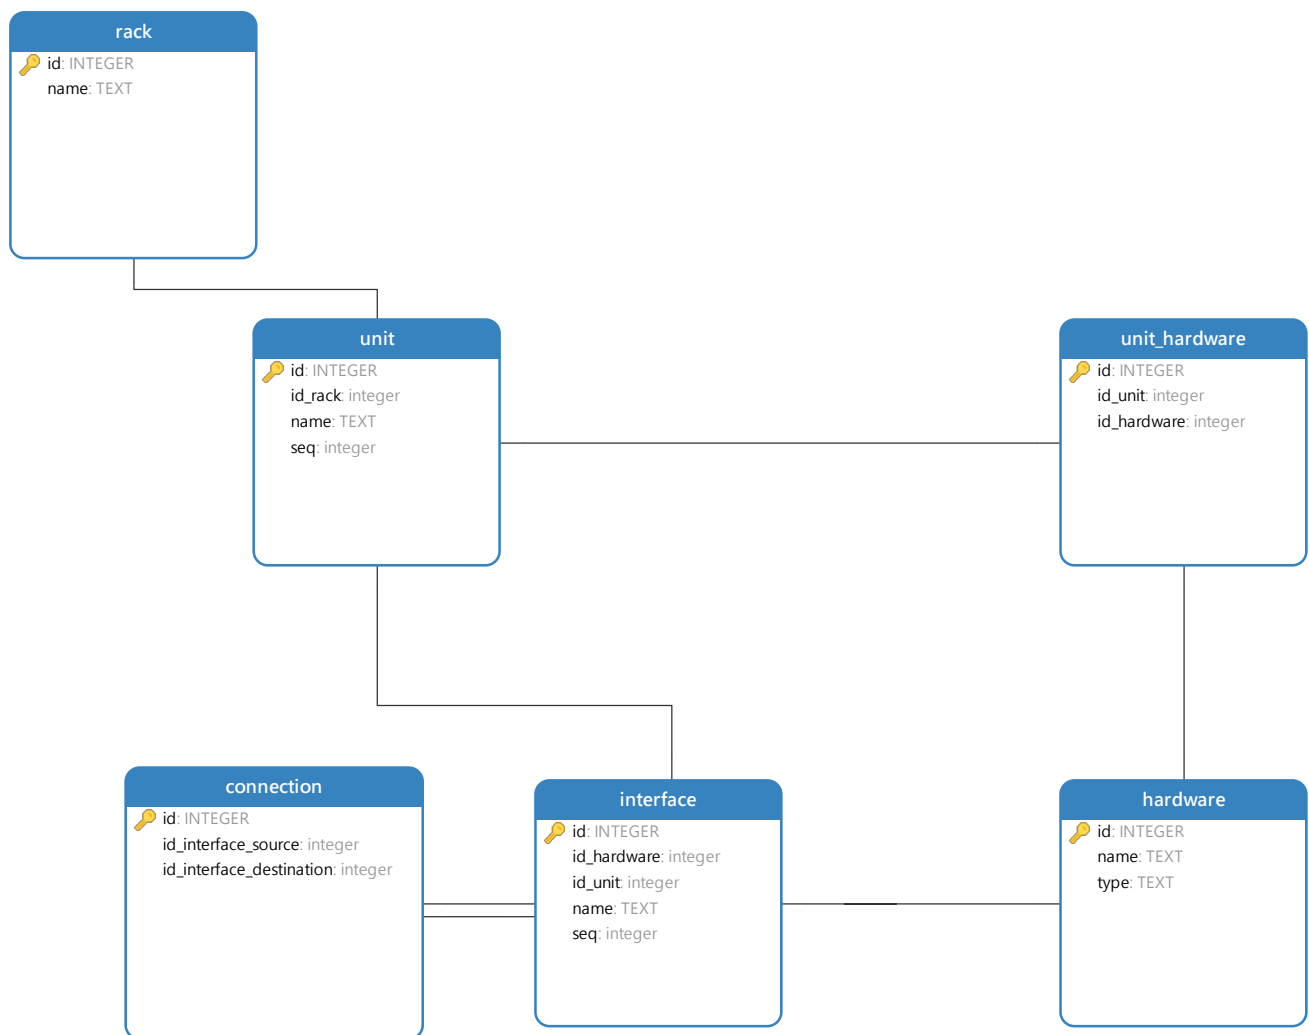 rack
id: INTEGER
name: TEXT
unit
id: INTEGER
id_rack: integer
name: TEXT
seq: integer
unit_hardware
id: INTEGER
id_unit: integer
id_hardware: integer
connection
id: INTEGER
id_interface_source: integer
id_interface_destination: integer
interface
id: INTEGER
id_hardware: integer
id_unit: integer
name: TEXT
seq: integer
hardware
id: INTEGER
name: TEXT
type: TEXT